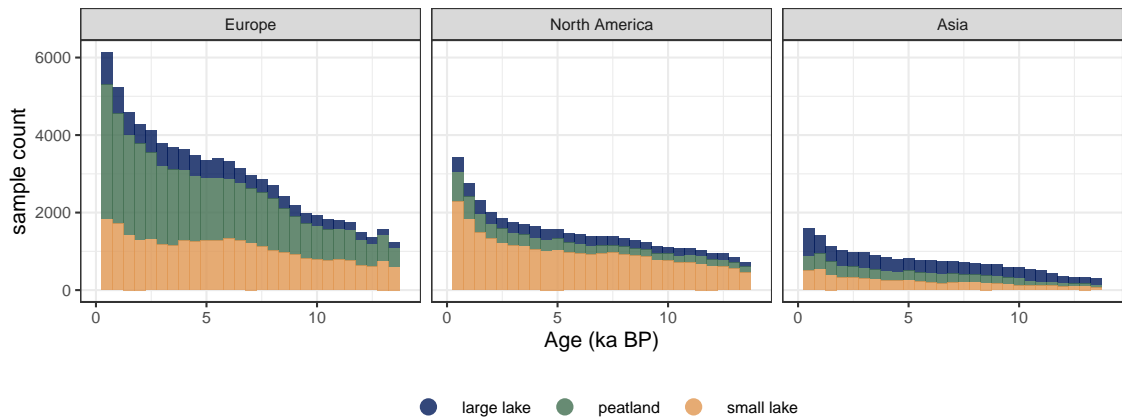 Europe
North America
Asia
6000
4000
2000
0
sample count
0 5 10
0 5 10
0 5 10
Age (ka BP)
large lake peatland small lake